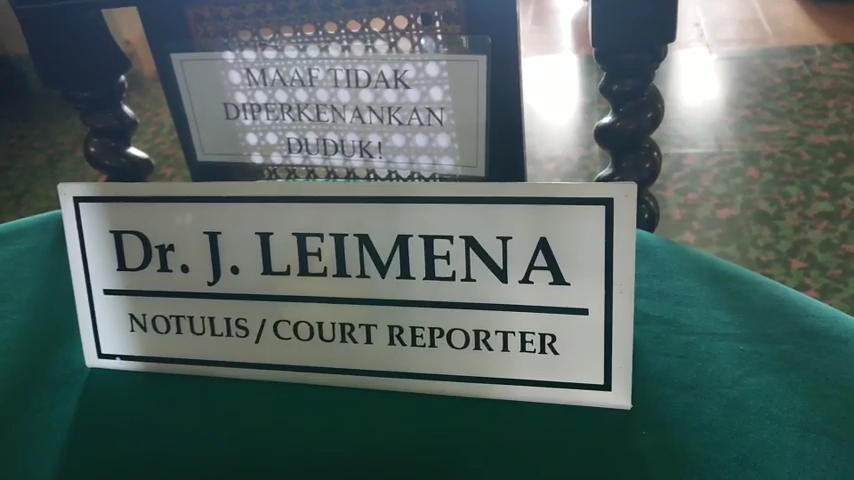 MAAF TIDAK
DIPERKENANKAN
DUDUK!
Dr. J. LEIMENA
NOTULIS / COURT REPORTER